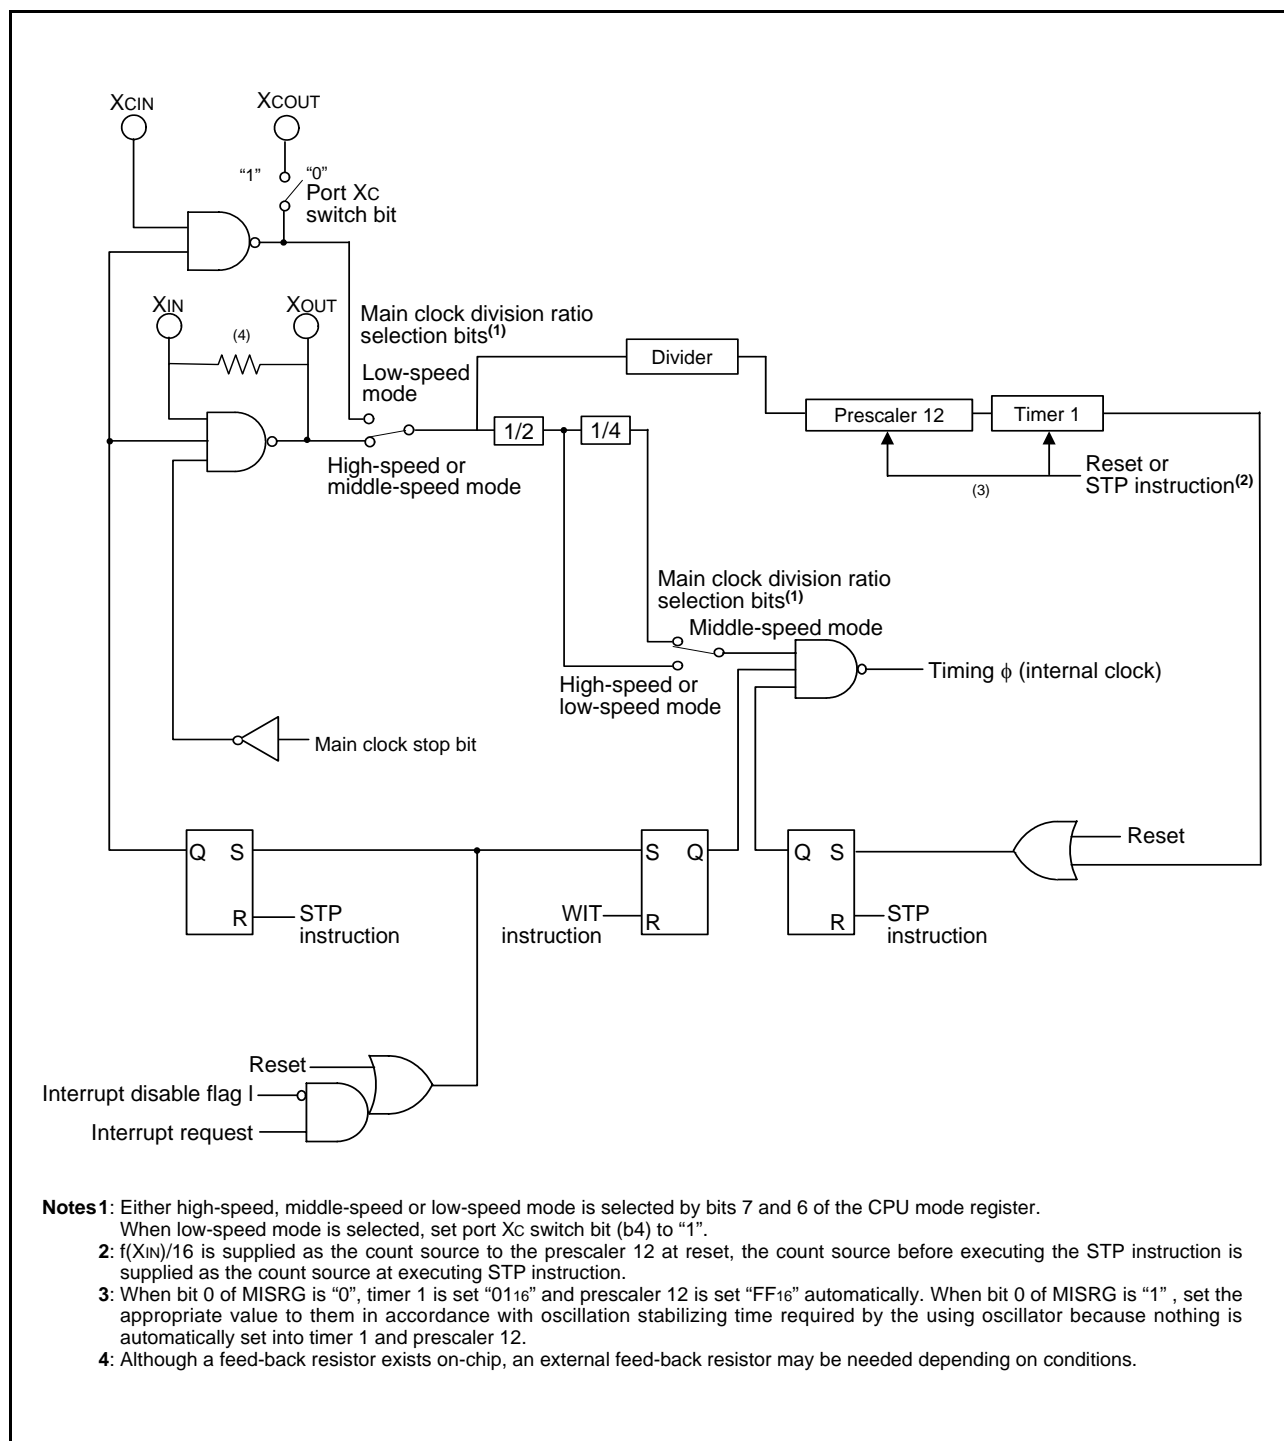 XCIN
XCOUT
“1” “0”
Port XC
switch bit
XIN
XOUT
(4)
Main clock division ratio
selection bits(1)
Low-speed
mode
Divider
Prescaler 12
Timer 1
1/2
1/4
High-speed or
middle-speed mode
Reset or
STP instruction(2)
(3)
Main clock division ratio
selection bits(1)
Middle-speed mode
Timing ϕ (internal clock)
High-speed or
low-speed mode
Main clock stop bit
Reset
Q S
S Q
Q S
R
R
R
STP
instruction
WIT
instruction
STP
instruction
Reset
Interrupt disable flag I
Interrupt request
Notes1: Either high-speed, middle-speed or low-speed mode is selected by bits 7 and 6 of the CPU mode register.
When low-speed mode is selected, set port XC switch bit (b4) to “1”.
2: f(XIN)/16 is supplied as the count source to the prescaler 12 at reset, the count source before executing the STP instruction is
supplied as the count source at executing STP instruction.
3: When bit 0 of MISRG is “0”, timer 1 is set “0116” and prescaler 12 is set “FF16” automatically. When bit 0 of MISRG is “1” , set the
appropriate value to them in accordance with oscillation stabilizing time required by the using oscillator because nothing is
automatically set into timer 1 and prescaler 12.
4: Although a feed-back resistor exists on-chip, an external feed-back resistor may be needed depending on conditions.